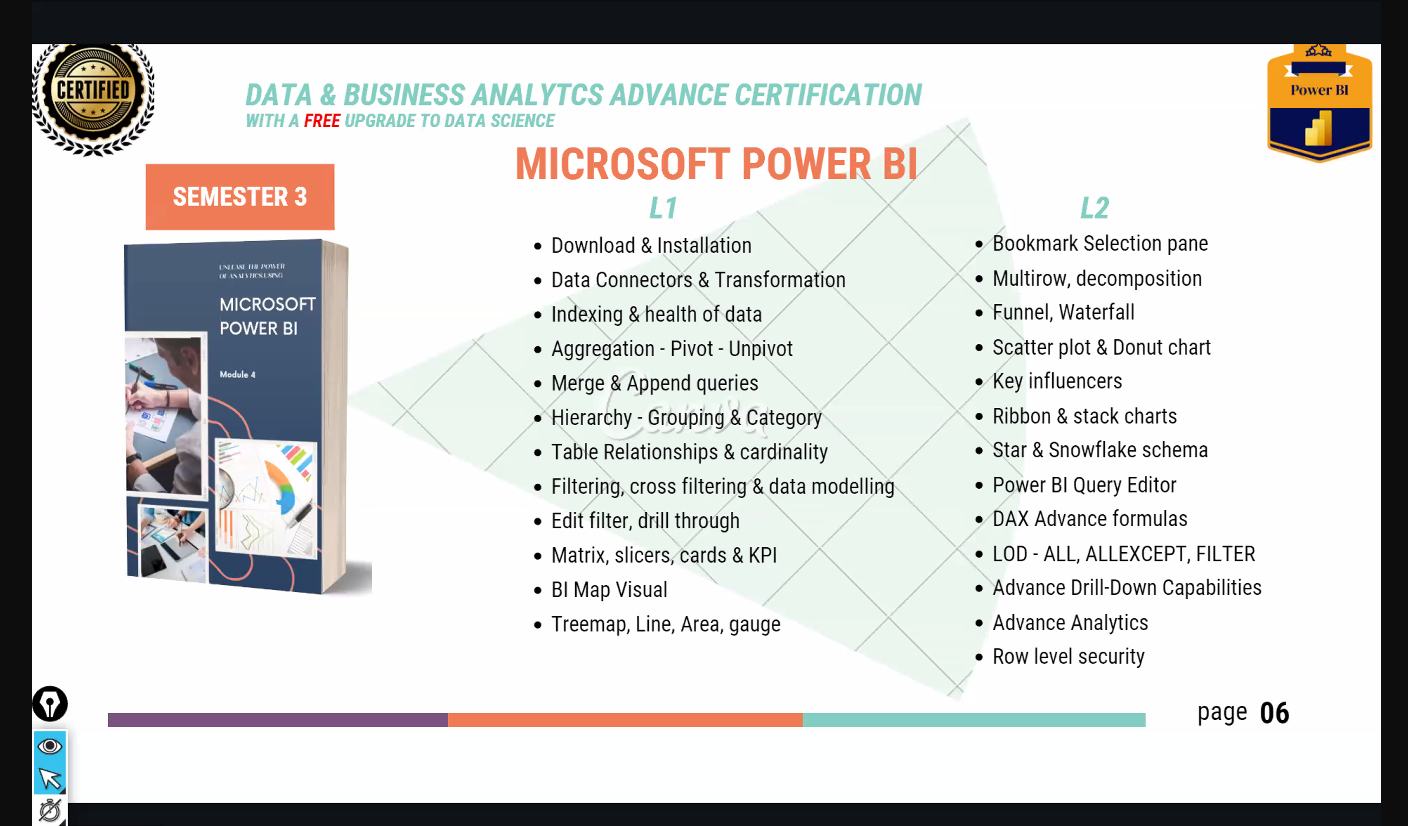 CERTIFIED
Power BI
DATA & BUSINESS ANALYTCS ADVANCE CERTIFICATION
WITH A FREE UPGRADE TO DATA SCIENCE
MICROSOFT POWER BI
SEMESTER 3
UNLEASE THE POWER
OF ANALYTICS USING
MICROSOFT
POWER BI
Module 4
L1
Download & Installation
Data Connectors & Transformation
Indexing & health of data
Aggregation - Pivot - Unpivot
Merge & Append queries
Hierarchy - Grouping & Category
Table Relationships & cardinality
Filtering, cross filtering & data modelling
Edit filter, drill through
Matrix, slicers, cards & KPI
BI Map Visual
Treemap, Line, Area, gauge
Canva
L2
Bookmark Selection pane
Multirow, decomposition
Funnel, Waterfall
Scatter plot & Donut chart
Key influencers
Ribbon & stack charts
Star & Snowflake schema
Power BI Query Editor
DAX Advance formulas
LOD - ALL, ALLEXCEPT, FILTER
Advance Drill-Down Capabilities
Advance Analytics
Row level security
page 06